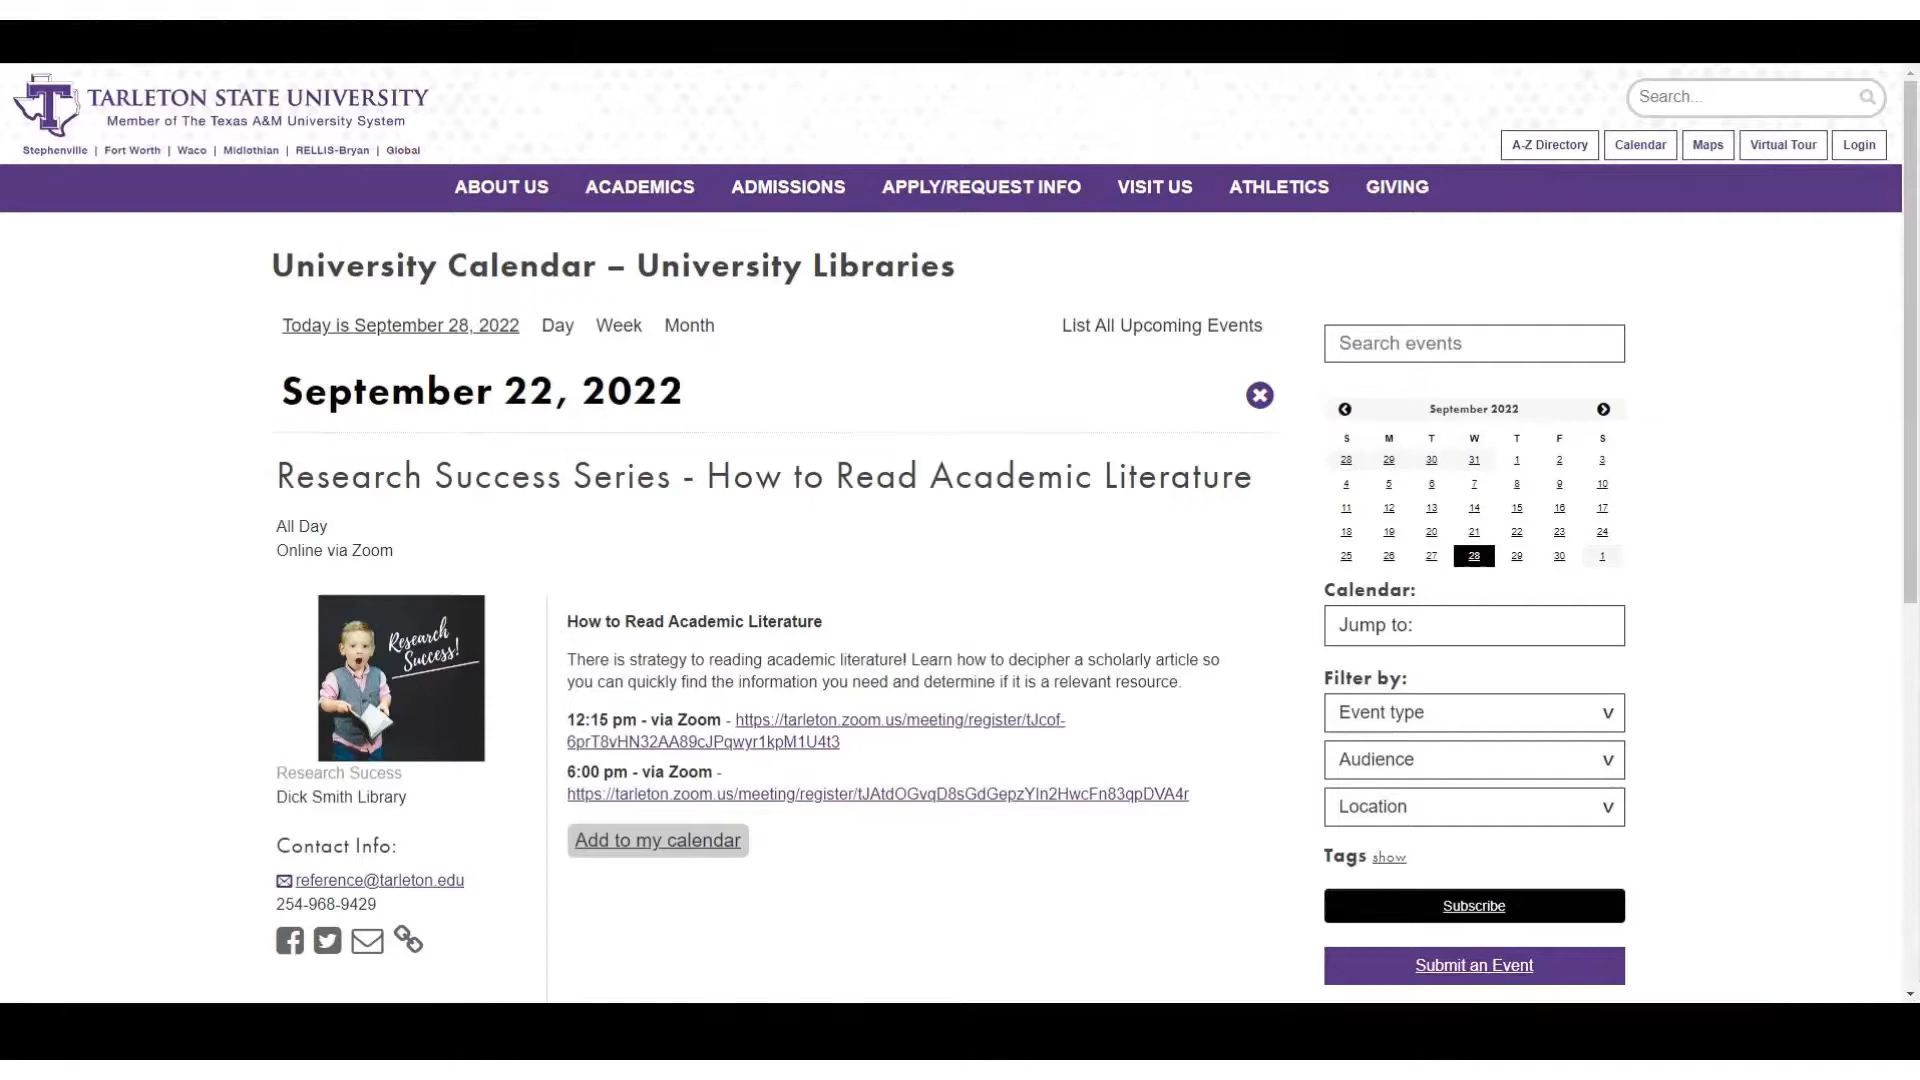 TARLETON STATE UNIVERSITY
Member of The Texas A&M University System
Stephenville | Fort Worth | Waco | Midlothian | RELLIS-Bryan | Global
Search...
A-Z Directory Calendar Maps Virtual Tour Login
ABOUT US ACADEMICS ADMISSIONS APPLY/REQUEST INFO VISIT US ATHLETICS GIVING
University Calendar – University Libraries
Today is September 28, 2022 Day Week Month List All Upcoming Events
September 22, 2022
Research Success Series - How to Read Academic Literature
All Day
Online via Zoom
Research
Success!
Research Sucess
Dick Smith Library
Contact Info:
reference@tarleton.edu
254-968-9429
How to Read Academic Literature
There is strategy to reading academic literature! Learn how to decipher a scholarly article so
you can quickly find the information you need and determine if it is a relevant resource.
12:15 pm - via Zoom - https://tarleton.zoom.us/meeting/register/tJcof-
6prT8vHN32AA89cJPqwyr1kpM1U4t3
6:00 pm - via Zoom -
https://tarleton.zoom.us/meeting/register/tJAtdOGvqD8sGdGepzYIn2HwcFn83qpDVA4r
Add to my calendar
Search events
September 2022
S M T W T F S
28 29 30 31 1 2 3
4 5 6 7 8 9 10
11 12 13 14 15 16 17
18 19 20 21 22 23 24
25 26 27 28 29 30 1
Calendar:
Jump to:
Filter by:
Event type
Audience
Location
Tags show
Subscribe
Submit an Event